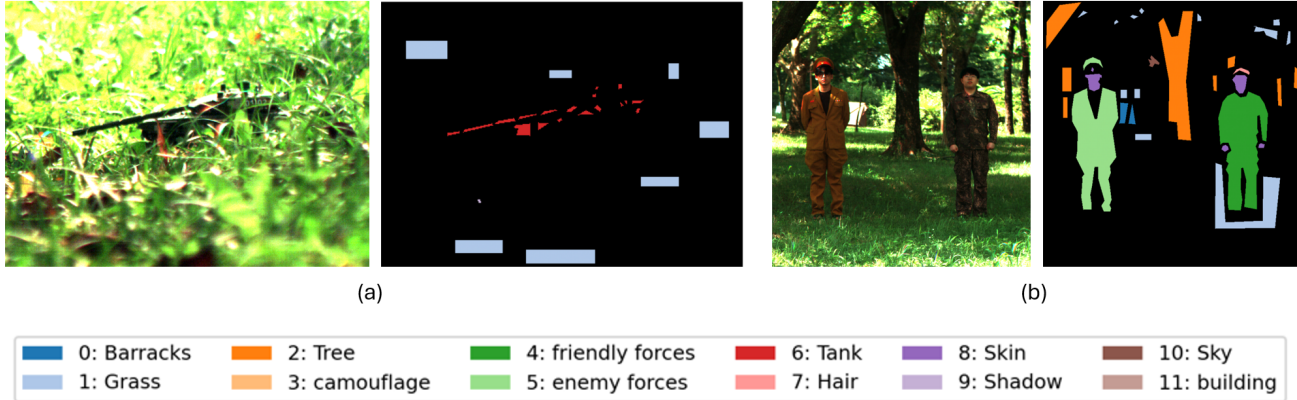 (a)
(b)
0: Barracks 2: Tree 4: friendly forces 6: Tank 8: Skin 10: Sky
1: Grass 3: camouflage 5: enemy forces 7: Hair 9: Shadow 11: building